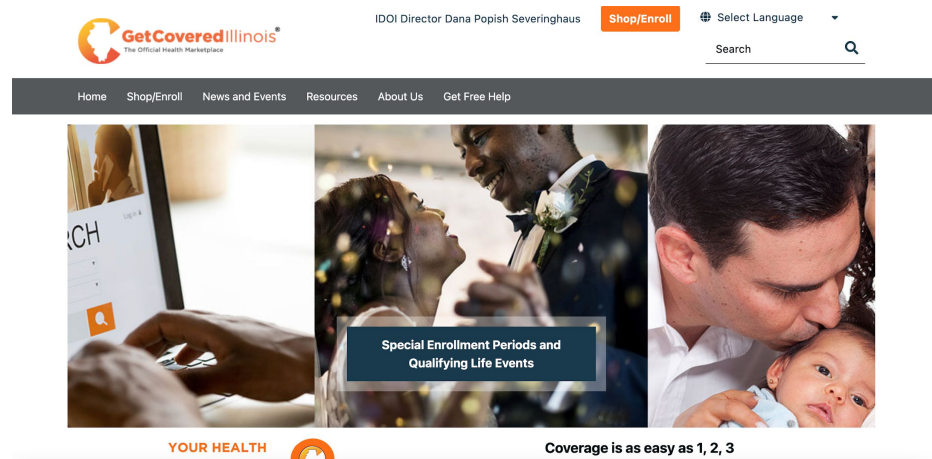 IDOI Director Dana Popish Severinghaus
Shop/Enroll
Select Language
GetCoveredIllinois®
The Official Health Marketplace
Search
Home Shop/Enroll News and Events Resources About Us Get Free Help
Log in
RCH
Special Enrollment Periods and
Qualifying Life Events
YOUR HEALTH
Coverage is as easy as 1, 2, 3